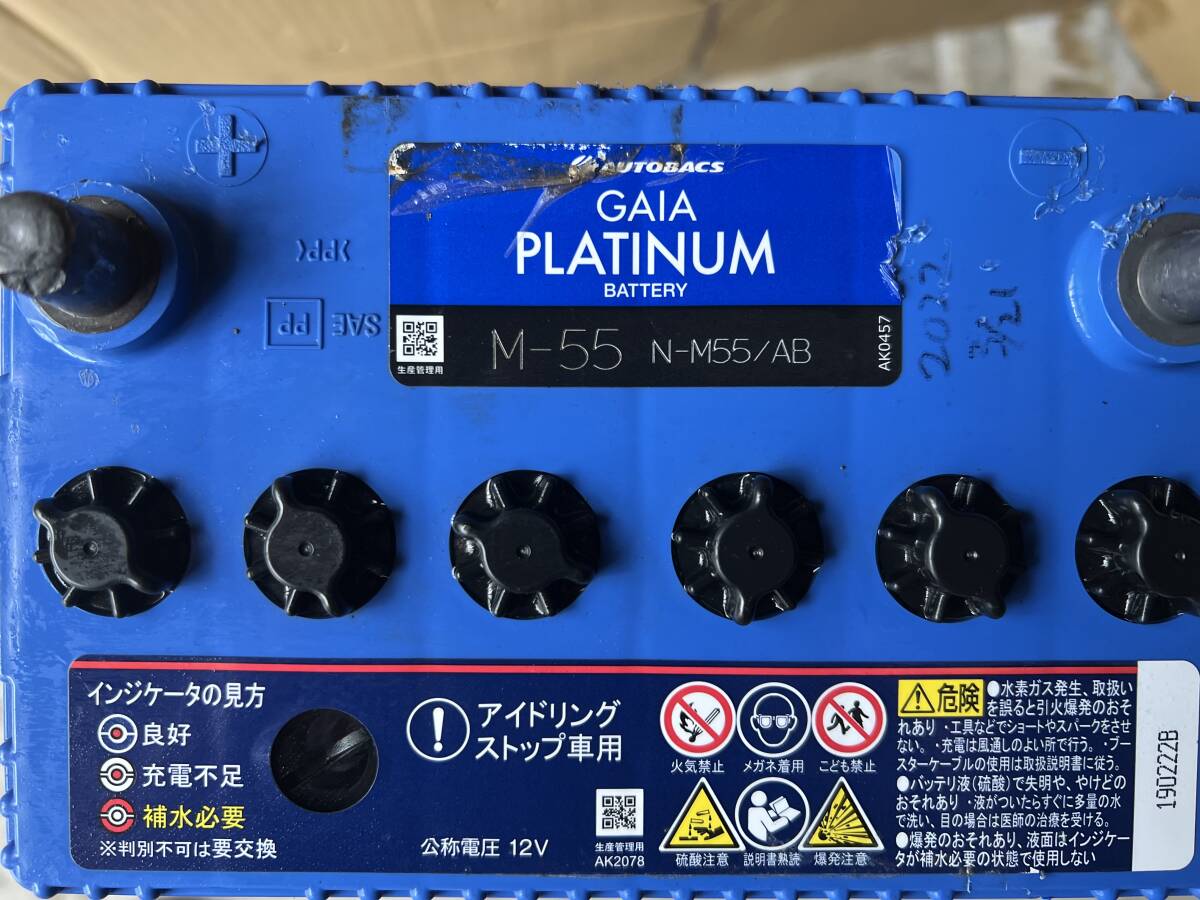 AUTOBACS
GAIA
PLATINUM
BATTERY
生産管理用
M-55 N-M55/AB
AK0457
2022
3/21
>PP<
PP SAE
インジケータの見方
良好
充電不足
補水必要
※判別不可は要交換
アイドリング
ストップ車用
公称電圧 12V
生産管理用
AK2078
火気禁止 メガネ着用 こども禁止
硫酸注意 説明書熟読 爆発注意
危険
●水素ガス発生、取扱い
を誤ると引火爆発のおそ
れあり ・工具などでショートやスパークをさせ
ない。・充電は風通しのよい所で行う。・ブー
スターケーブルの使用は取扱説明書に従う。
●バッテリ液(硫酸)で失明や、やけどの
おそれあり ・液がついたらすぐに多量の水
で洗い、目の場合は医師の治療を受ける。
●爆発のおそれあり、液面はインジケー
タが補水必要の状態で使用しない
19D222B